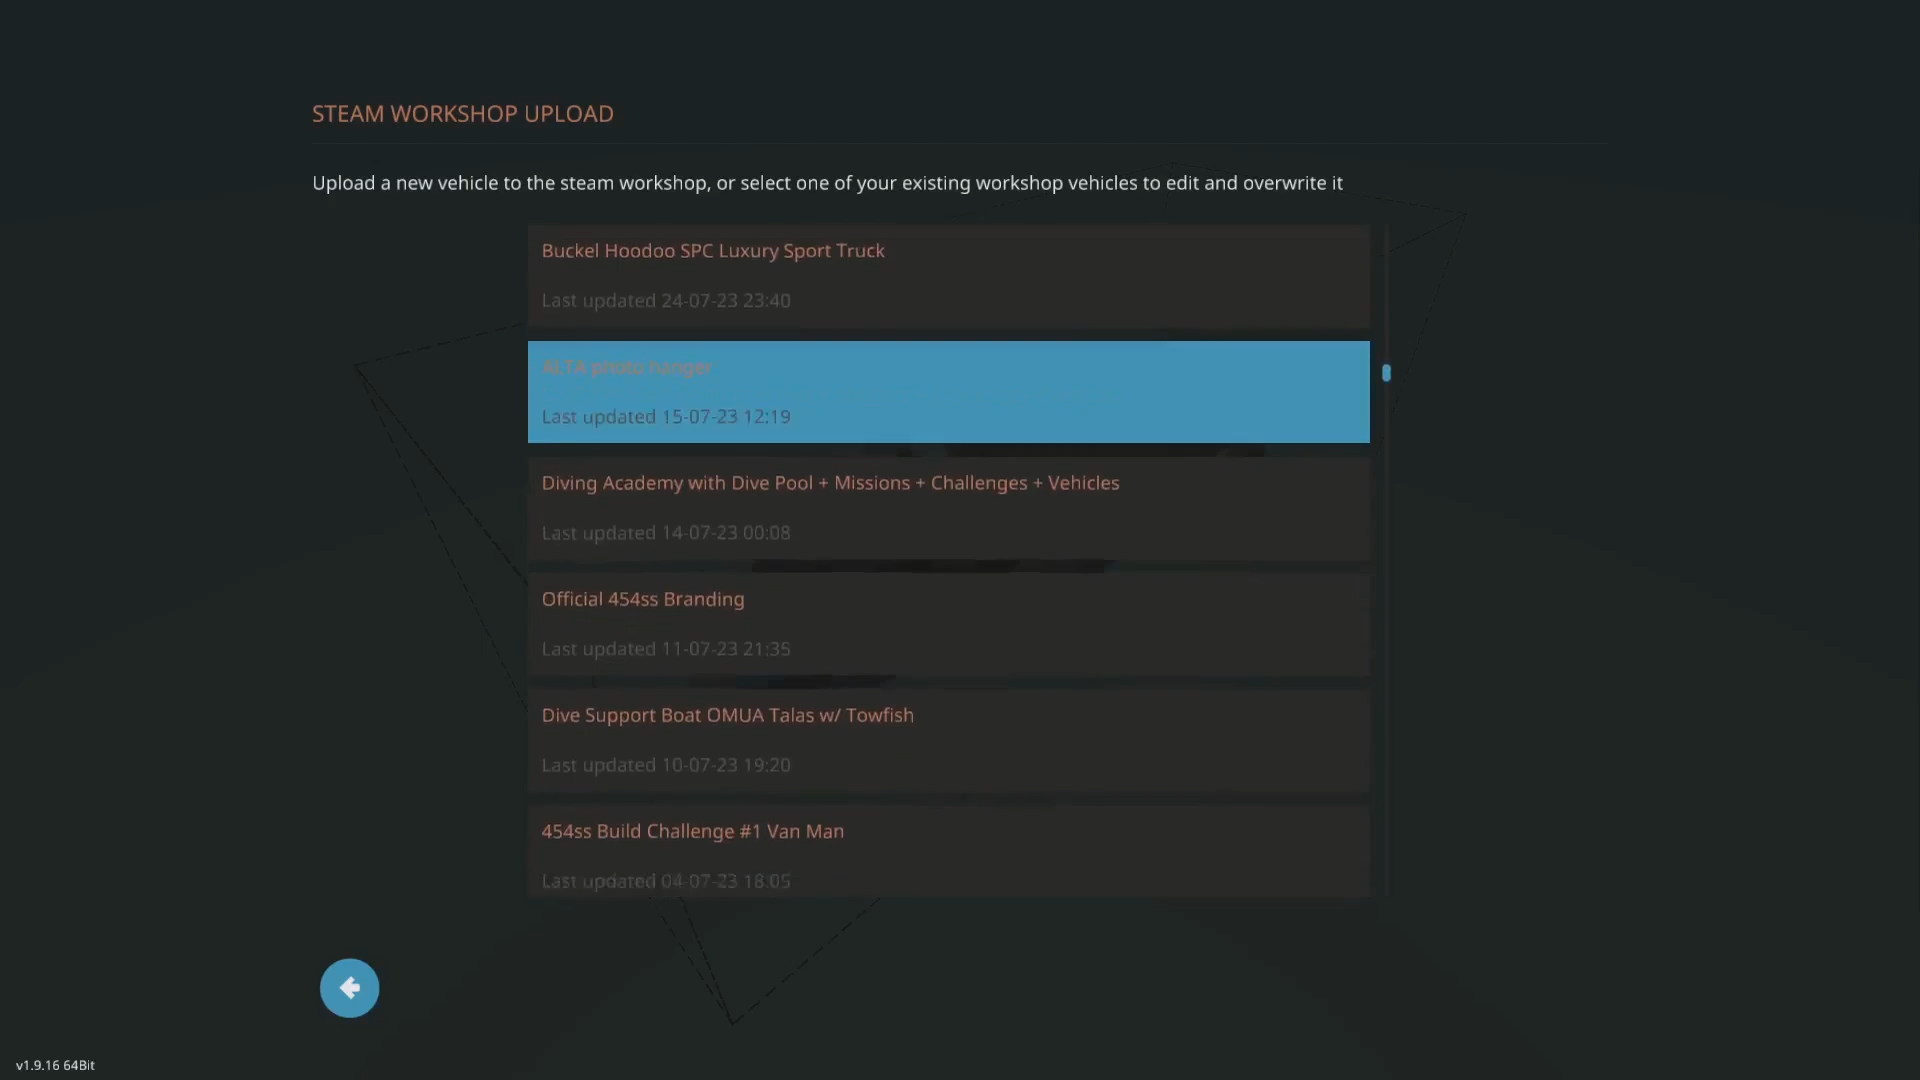 STEAM WORKSHOP UPLOAD
Upload a new vehicle to the steam workshop, or select one of your existing workshop vehicles to edit and overwrite it
Buckel Hoodoo SPC Luxury Sport Truck
Last updated 24-07-23 23:40
ALTA photo hanger
Last updated 15-07-23 12:19
Diving Academy with Dive Pool + Missions + Challenges + Vehicles
Last updated 14-07-23 00:08
Official 454ss Branding
Last updated 11-07-23 21:35
Dive Support Boat OMUA Talas w/ Towfish
Last updated 10-07-23 19:20
454ss Build Challenge #1 Van Man
Last updated 04-07-23 18:05
v1.9.16 64Bit